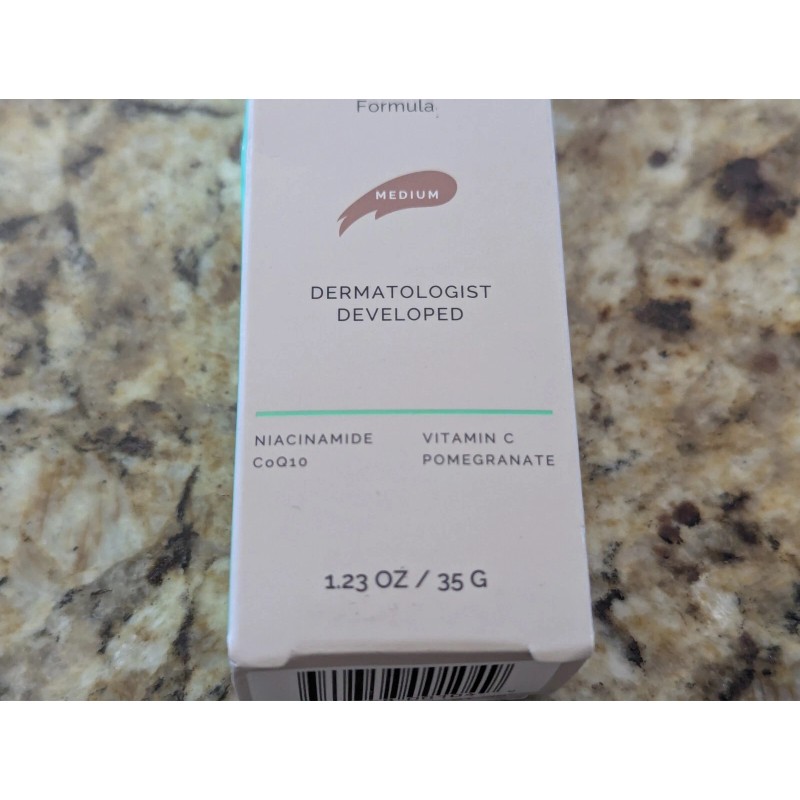 Formula
MEDIUM
DERMATOLOGIST
DEVELOPED
NIACINAMIDE
CoQ10
VITAMIN C
POMEGRANATE
1.23 OZ / 35 G